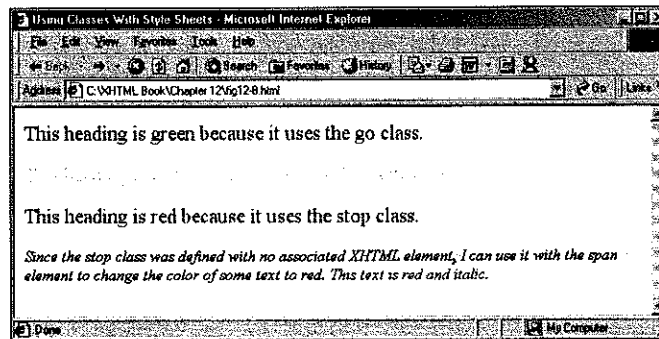 Using Classes With Style Sheets - Microsoft Internet Explorer
File Edit View Favorites Tools Help
Back Search Favorites History
Address C:\XHTML Book\Chapter 12\fig12-8.html Go Links
This heading is green because it uses the go class.
This heading is red because it uses the stop class.
Since the stop class was defined with no associated XHTML element, I can use it with the span
element to change the color of some text to red. This text is red and italic.
Done My Computer